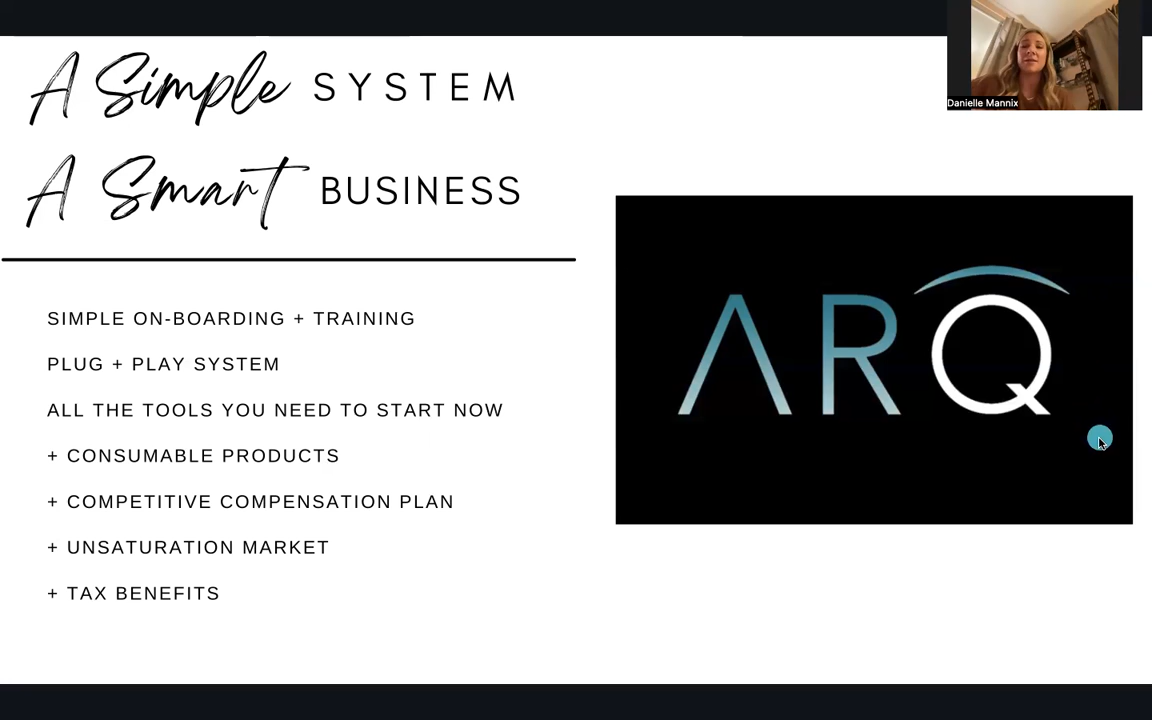 A Simple SYSTEM
A Smart BUSINESS
SIMPLE ON-BOARDING + TRAINING
PLUG + PLAY SYSTEM
ALL THE TOOLS YOU NEED TO START NOW
+ CONSUMABLE PRODUCTS
+ COMPETITIVE COMPENSATION PLAN
+ UNSATURATION MARKET
+ TAX BENEFITS
ARQ
Danielle Mannix